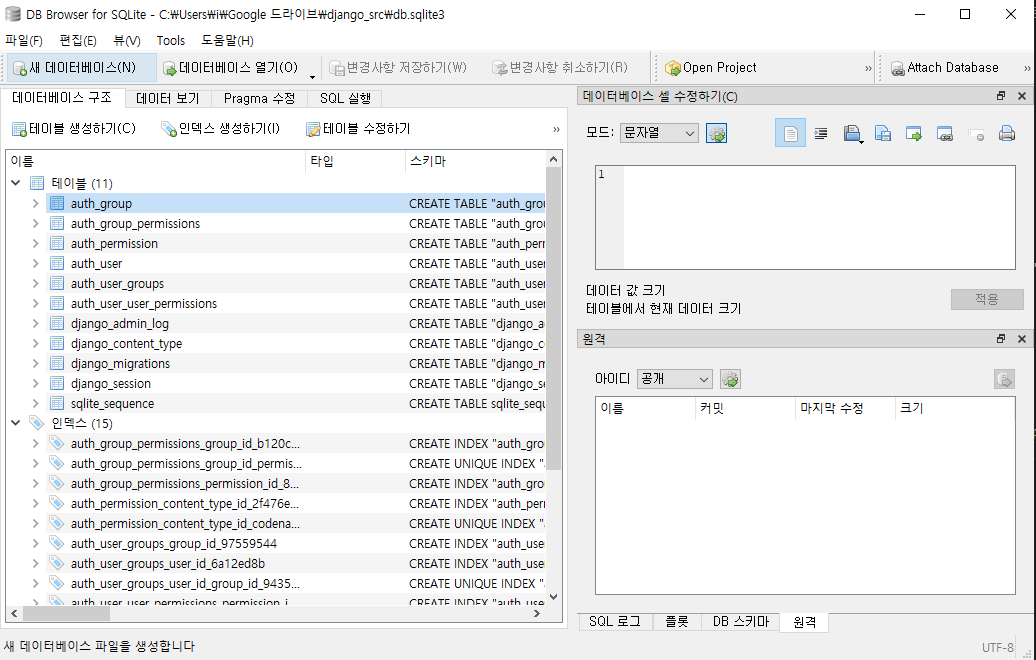 DB Browser for SQLite - C:₩Users₩i₩Google 드라이브₩django_src₩db.sqlite3
파일(F) 편집(E) 뷰(V) Tools 도움말(H)
새 데이터베이스(N) 데이터베이스 열기(O) 변경사항 저장하기(W) 변경사항 취소하기(R) Open Project » Attach Database »
데이터베이스 구조 데이터 보기 Pragma 수정 SQL 실행
테이블 생성하기(C) 인덱스 생성하기(I) 테이블 수정하기 »
이름 타입 스키마
테이블 (11)
auth_group CREATE TABLE "auth_grou
auth_group_permissions CREATE TABLE "auth_grou
auth_permission CREATE TABLE "auth_perr
auth_user CREATE TABLE "auth_user
auth_user_groups CREATE TABLE "auth_user
auth_user_user_permissions CREATE TABLE "auth_user
django_admin_log CREATE TABLE "django_a
django_content_type CREATE TABLE "django_c
django_migrations CREATE TABLE "django_m
django_session CREATE TABLE "django_se
sqlite_sequence CREATE TABLE sqlite_sequ
인덱스 (15)
auth_group_permissions_group_id_b120c... CREATE INDEX "auth_grou
auth_group_permissions_group_id_permis... CREATE UNIQUE INDEX "a
auth_group_permissions_permission_id_8... CREATE INDEX "auth_grou
auth_permission_content_type_id_2f476e... CREATE INDEX "auth_perr
auth_permission_content_type_id_codena... CREATE UNIQUE INDEX "a
auth_user_groups_group_id_97559544 CREATE INDEX "auth_user
auth_user_groups_user_id_6a12ed8b CREATE INDEX "auth_user
auth_user_groups_user_id_group_id_9435... CREATE UNIQUE INDEX "a
auth_user_user_permissions_permission_i... CREATE INDEX "auth_user
데이터베이스 셀 수정하기(C)
모드: 문자열
1
데이터 값 크기
테이블에서 현재 데이터 크기
적용
원격
아이디 공개
이름 커밋 마지막 수정 크기
SQL 로그 플롯 DB 스키마 원격
새 데이터베이스 파일을 생성합니다
UTF-8